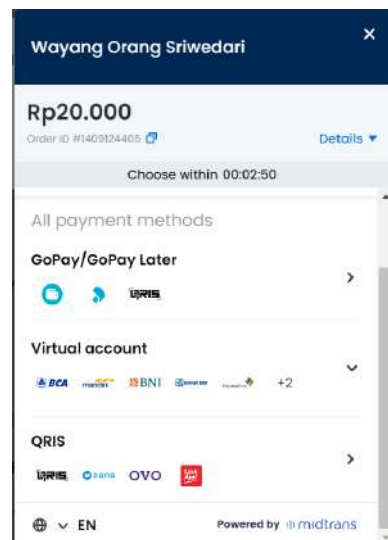 Wayang Orang Sriwedari
×
Rp20.000
Order ID #1409124405
Details
Choose within 00:02:50
All payment methods
GoPay/GoPay Later
QRIS
Virtual account
BCA mandiri BNI +2
QRIS
QRIS DANA OVO LinkAja!
EN
Powered by midtrans